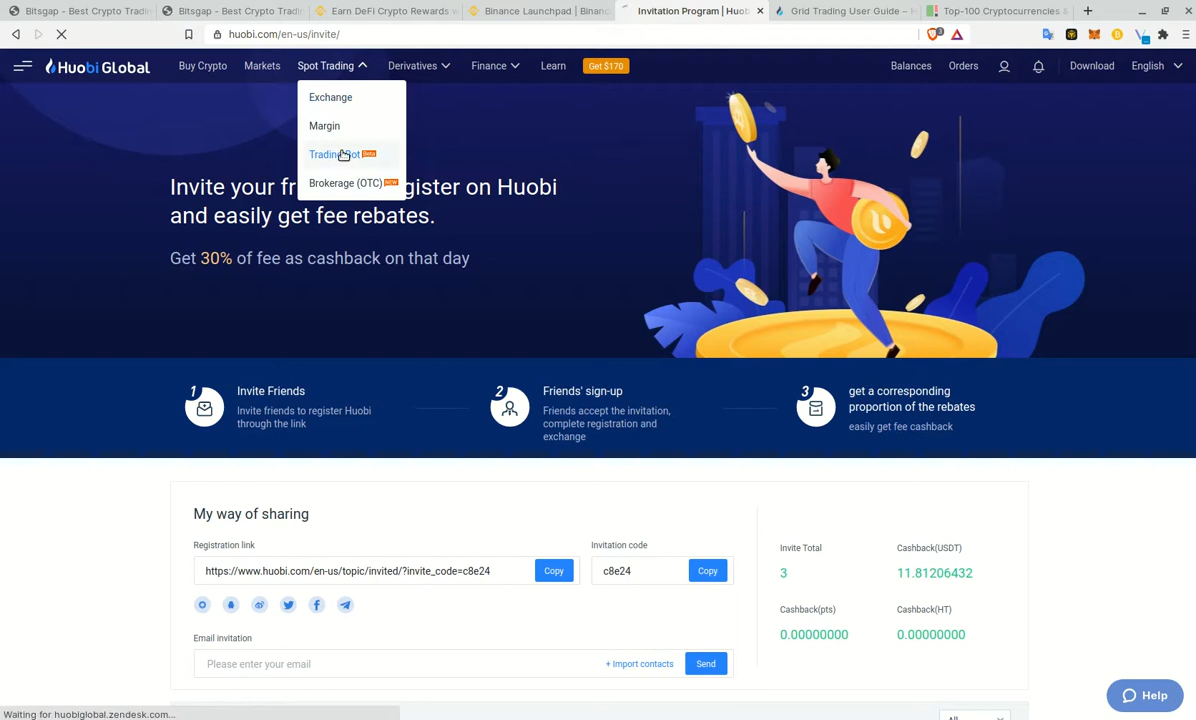 Bitsgap - Best Crypto Tradin
Bitsgap - Best Crypto Tradin
Earn DeFi Crypto Rewards w
Binance Launchpad | Binanc
Invitation Program | Huob
Grid Trading User Guide – H
Top-100 Cryptocurrencies &
huobi.com/en-us/invite/
3
Huobi Global
Buy Crypto
Markets
Spot Trading
Derivatives
Finance
Learn
Get $170
Balances
Orders
Download
English
Exchange
Margin
Trading Bot Beta
Brokerage (OTC) NEW
Invite your fr egister on Huobi
and easily get fee rebates.
Get 30% of fee as cashback on that day
1
Invite Friends
Invite friends to register Huobi
through the link
2
Friends' sign-up
Friends accept the invitation,
complete registration and
exchange
3
get a corresponding
proportion of the rebates
easily get fee cashback
My way of sharing
Registration link
https://www.huobi.com/en-us/topic/invited/?invite_code=c8e24
Copy
Invitation code
c8e24
Copy
Email invitation
Please enter your email
+ Import contacts
Send
Invite Total
3
Cashback(USDT)
11.81206432
Cashback(pts)
0.00000000
Cashback(HT)
0.00000000
All
Help
Waiting for huobiglobal.zendesk.com...